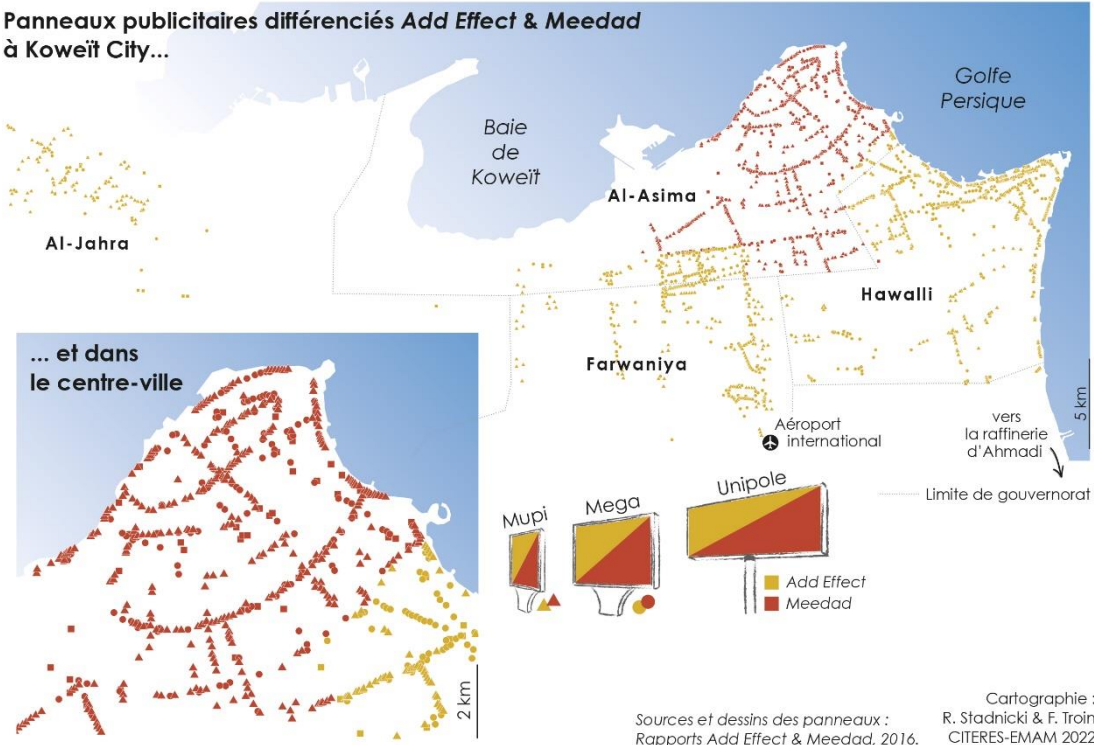 Panneaux publicitaires différenciés Add Effect & Meedad
à Koweït City...
Golfe
Persique
Baie
de
Koweït
Al-Asima
Al-Jahra
Hawalli
Farwaniya
... et dans
le centre-ville
5 km
Aéroport
international
vers
la raffinerie
d'Ahmadi
Limite de gouvernorat
Mupi
Mega
Unipole
Add Effect
Meedad
2 km
Sources et dessins des panneaux :
Rapports Add Effect & Meedad, 2016.
Cartographie :
R. Stadnicki & F. Troin
CITERES-EMAM 2022